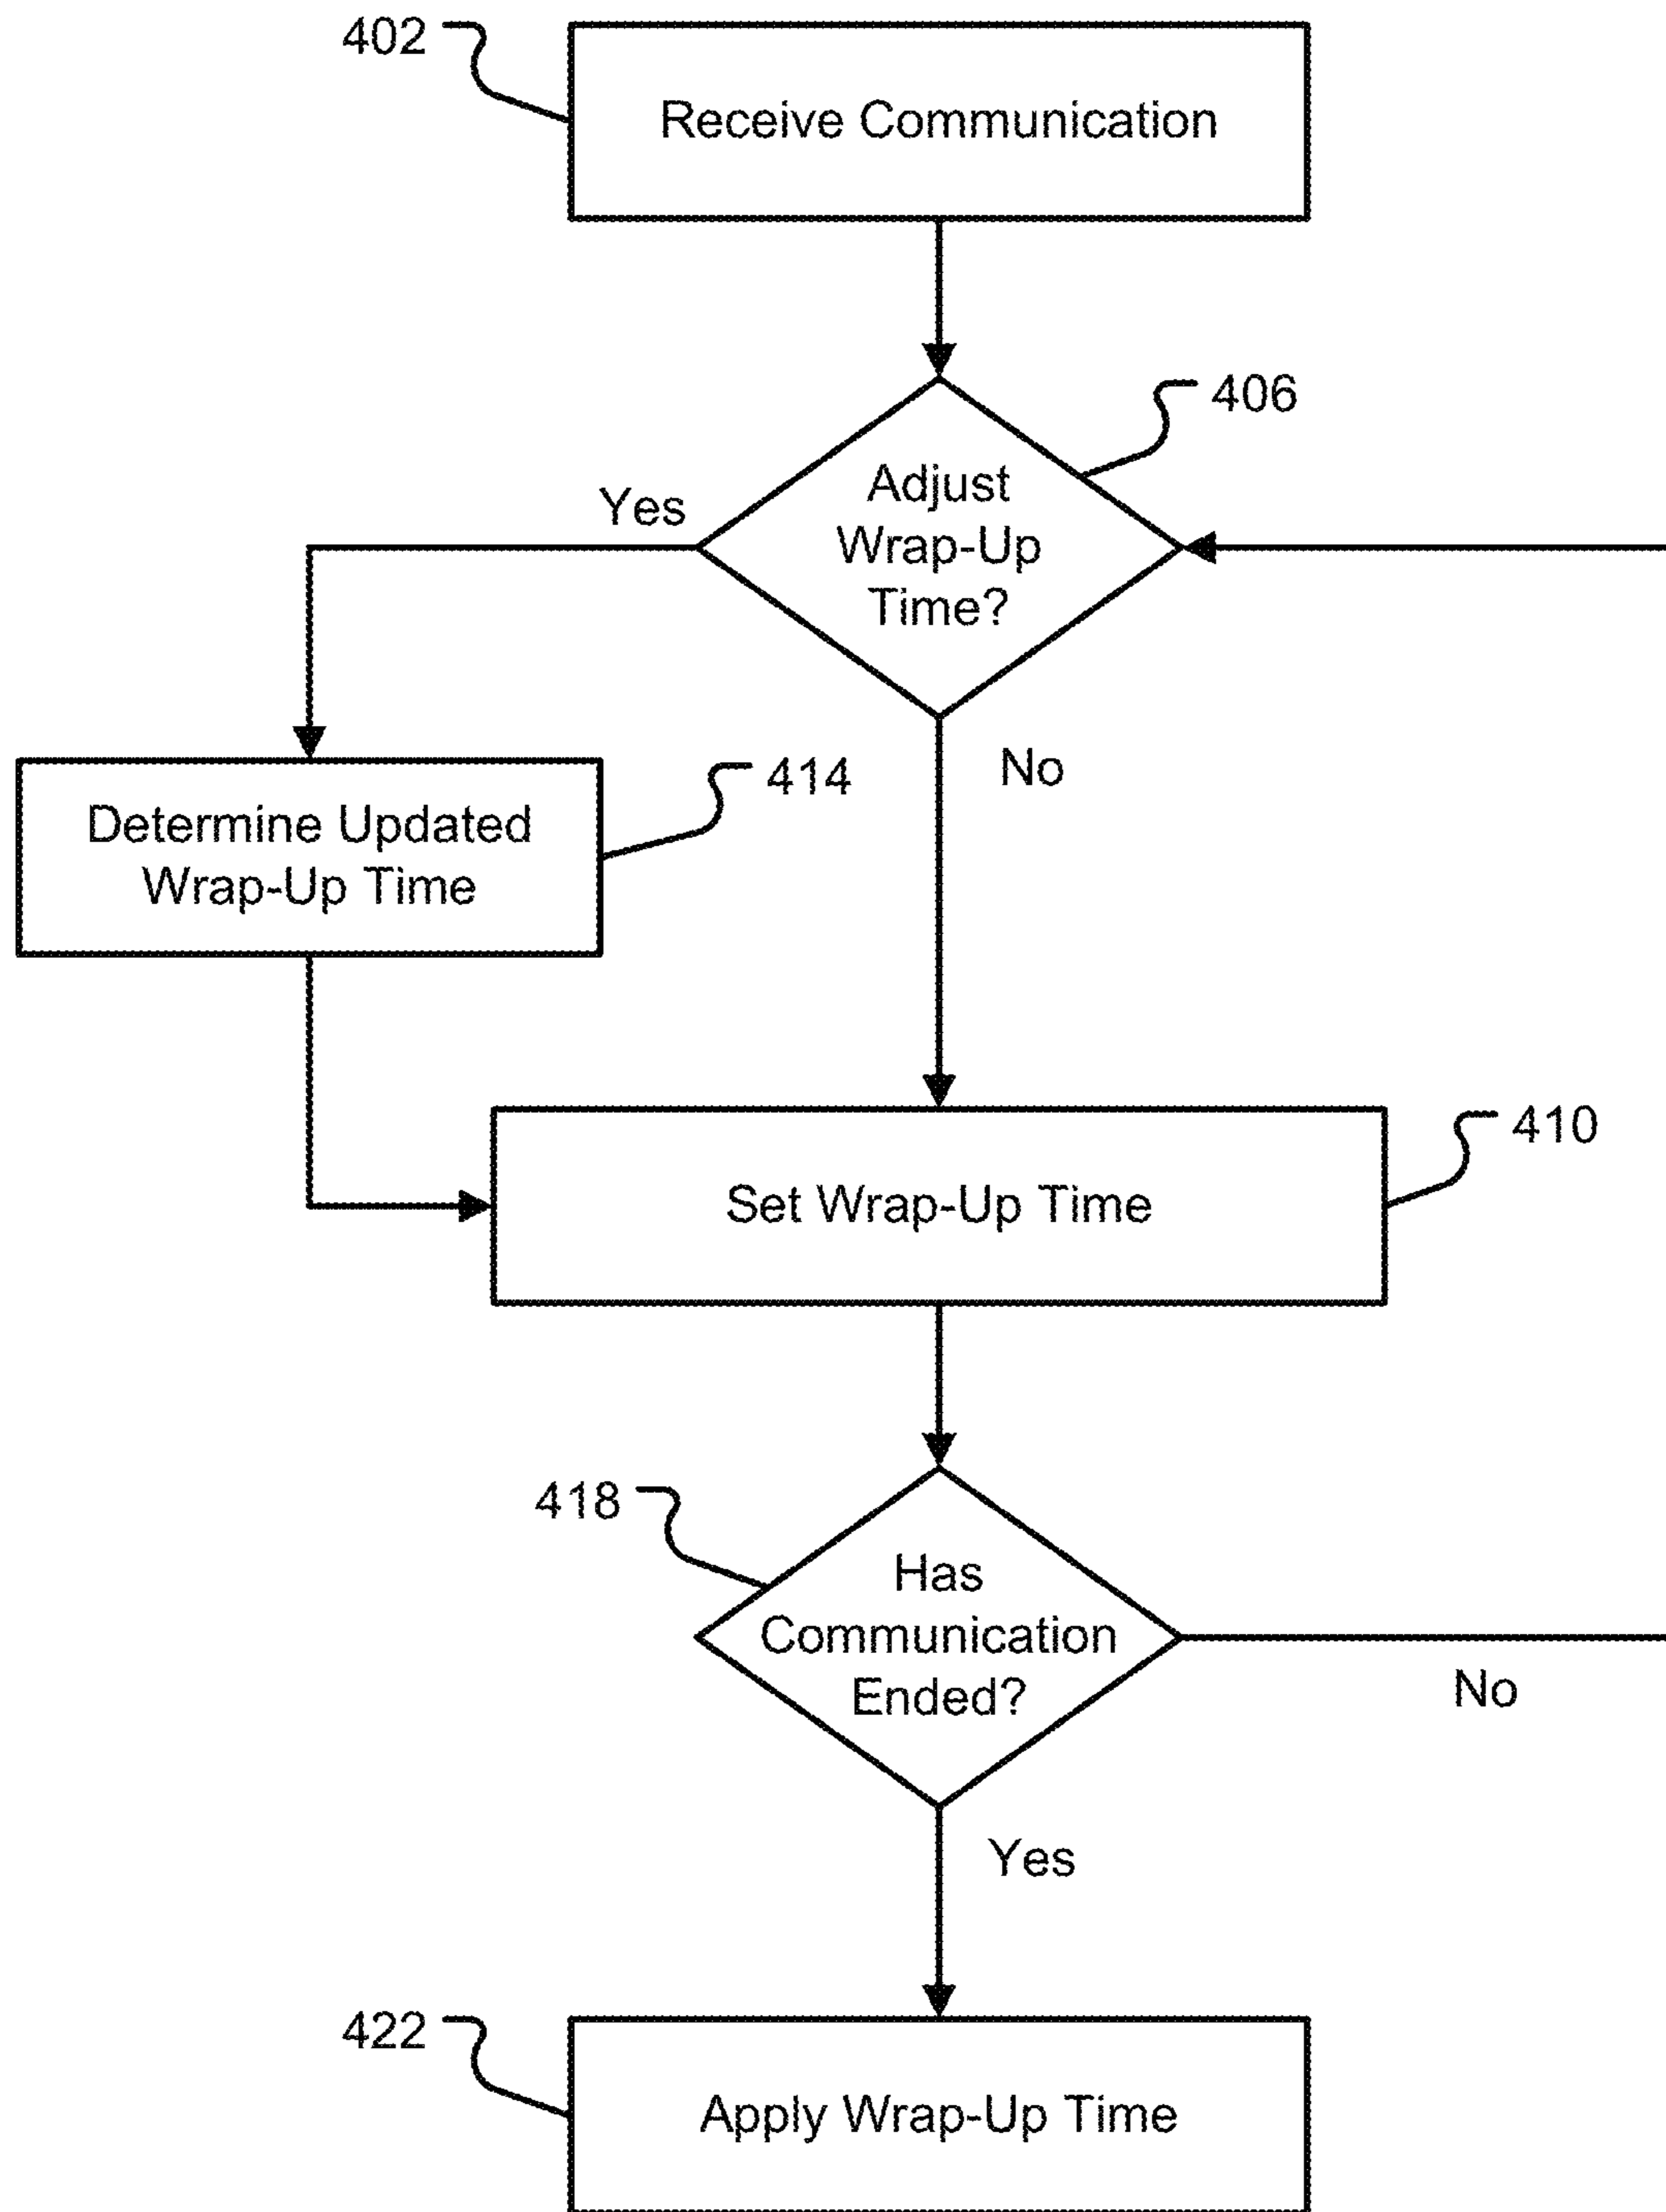 402
Receive Communication
406
Adjust
Wrap-Up
Time?
Yes
No
414
Determine Updated
Wrap-Up Time
410
Set Wrap-Up Time
418
Has
Communication
Ended?
No
Yes
422
Apply Wrap-Up Time